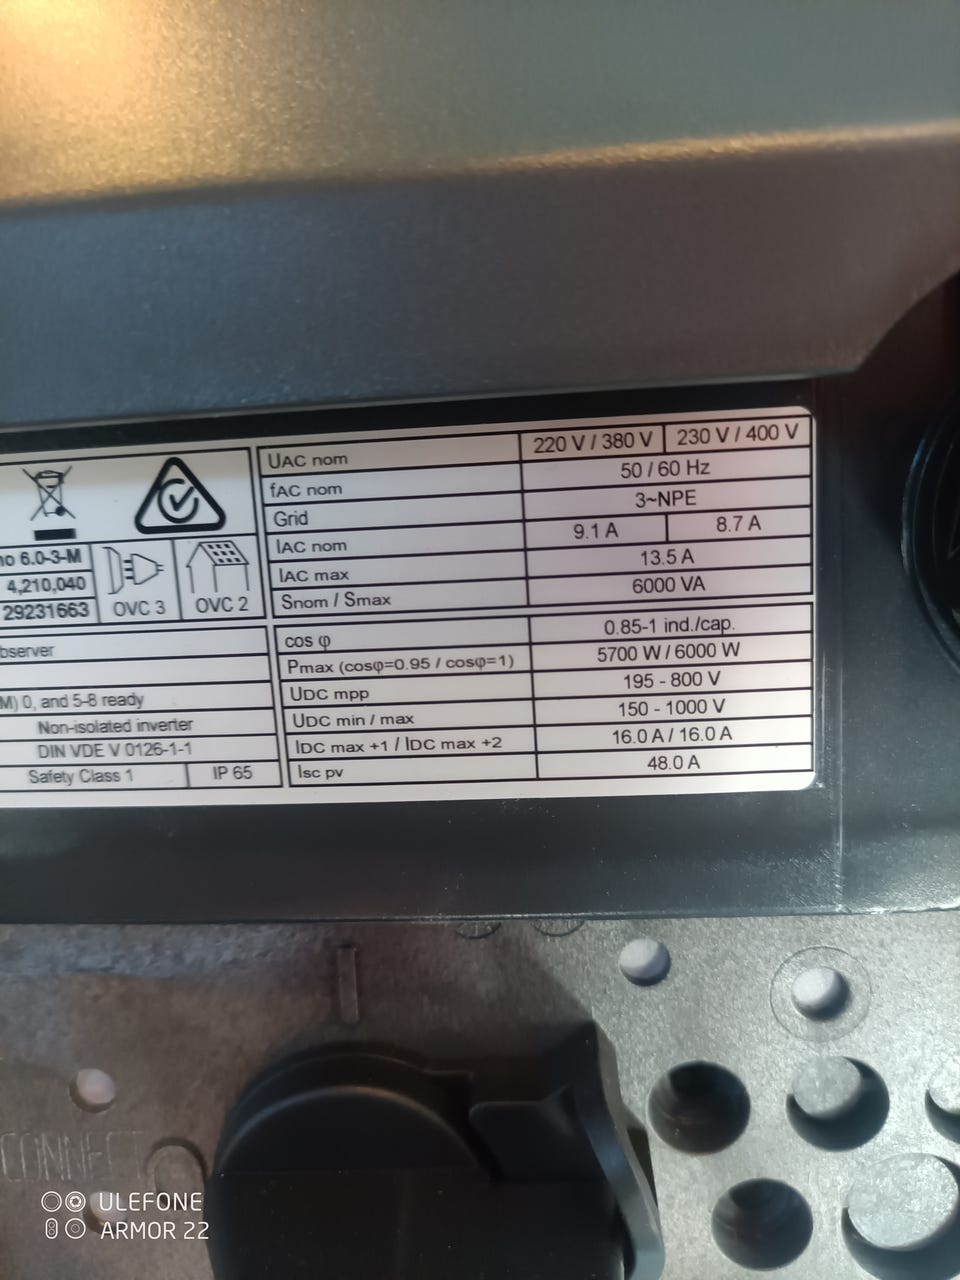 UAC nom 220 V / 380 V 230 V / 400 V
fAC nom 50 / 60 Hz
Grid 3~NPE
IAC nom 9.1 A 8.7 A
IAC max 13.5 A
Snom / Smax 6000 VA
cos φ 0.85-1 ind./cap.
Pmax (cosφ=0.95 / cosφ=1) 5700 W / 6000 W
UDC mpp 195 - 800 V
UDC min / max 150 - 1000 V
IDC max +1 / IDC max +2 16.0 A / 16.0 A
Isc pv 48.0 A
no 6.0-3-M
4,210,040
29231663
OVC 3
OVC 2
bserver
M) 0, and 5-8 ready
Non-isolated inverter
DIN VDE V 0126-1-1
Safety Class 1 IP 65
CONNECT
ULEFONE
ARMOR 22